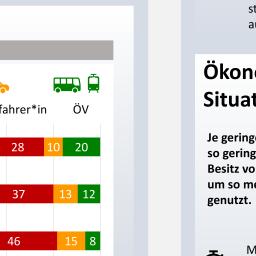 fahrer*in ÖV
28 10 20
37 13 12
46 15 8
st
au
Ökono
Situat
Je gering
so gering
Besitz vo
um so me
genutzt.
M